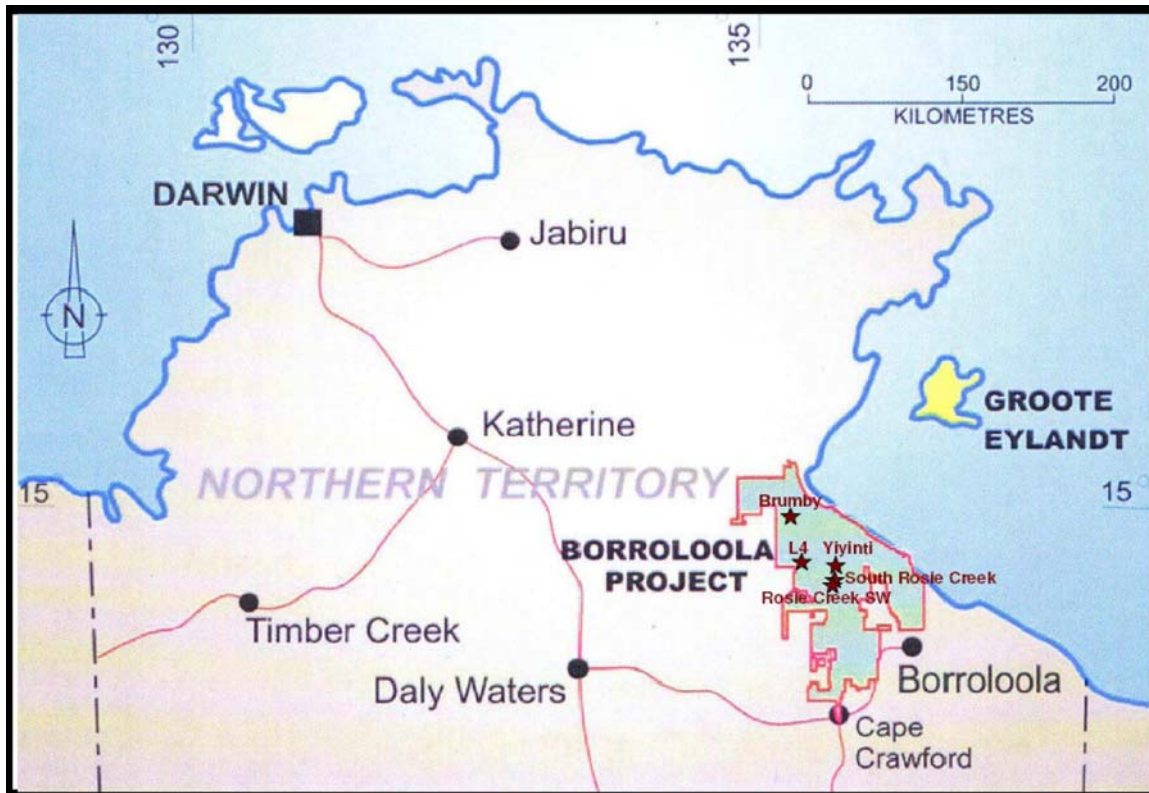 130
135
0 150 200
KILOMETRES
DARWIN
Jabiru
GROOTE
EYLANDT
Katherine
NORTHERN TERRITORY
15
15
Brumby
BORROLOOLA
PROJECT
L4
Yiyinti
South Rosie Creek
Rosie Creek SW
Timber Creek
Daly Waters
Borroloola
Cape
Crawford
N